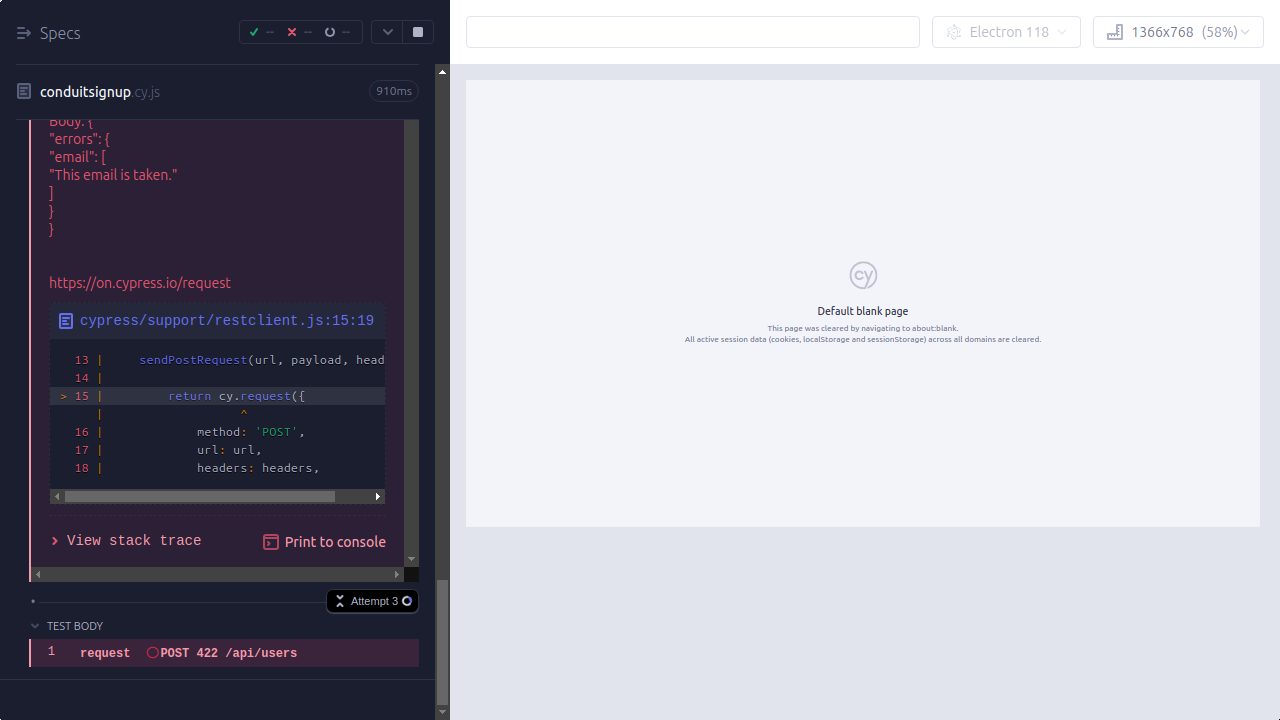 Specs
--
--
--
Electron 118
1366x768 (58%)
conduitsignup.cy.js
910ms
Body: {
"errors": {
"email": [
"This email is taken."
]
}
}
https://on.cypress.io/request
cypress/support/restclient.js:15:19
13 | sendPostRequest(url, payload, head
14 |
> 15 | return cy.request({
| ^
16 | method: 'POST',
17 | url: url,
18 | headers: headers,
View stack trace
Print to console
Attempt 3
TEST BODY
1 request POST 422 /api/users
cy
Default blank page
This page was cleared by navigating to about:blank.
All active session data (cookies, localStorage and sessionStorage) across all domains are cleared.